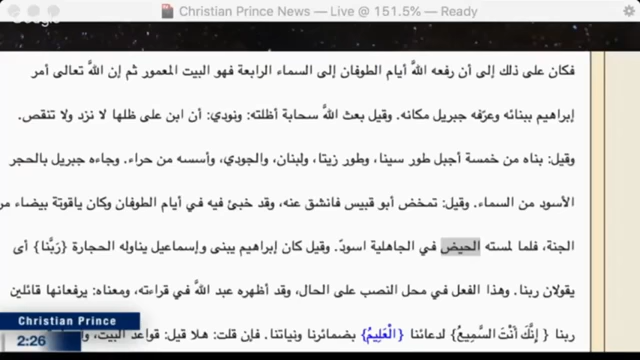 Christian Prince News — Live @ 151.5% — Ready
Google
فكان على ذلك إلى أن رفعه اللَّه أيام الطوفان إلى السماء الرابعة فهو البيت المعمور ثم إن اللَّه تعالى أمر
إبراهيم ببنائه وعرّفه جبريل مكانه. وقيل بعث اللَّه سحابة أظلته: ونودي: أن ابن على ظلها لا تزد ولا تنقص.
وقيل: بناه من خمسة أجبل طور سينا، وطور زيتا، ولبنان، والجودي، وأسسه من حراء. وجاءه جبريل بالحجر
الأسود من السماء. وقيل: تمخض أبو قبيس فانشق عنه، وقد خبئ فيه في أيام الطوفان وكان ياقوتة بيضاء من
الجنة، فلما لمسته الحيض في الجاهلية اسودّ. وقيل كان إبراهيم يبنى وإسماعيل يناوله الحجارة {رَبَّنا} أى
يقولان ربنا. وهذا الفعل في محل النصب على الحال، وقد أظهره عبد اللَّه في قراءته، ومعناه: يرفعانها قائلين
ربنا { إِنَّكَ أَنْتَ السَّمِيعُ} لدعائنا {الْعَلِيمُ} بضمائرنا ونياتنا. فإن قلت: هلا قيل: قواعد البيت،
Christian Prince
2:26